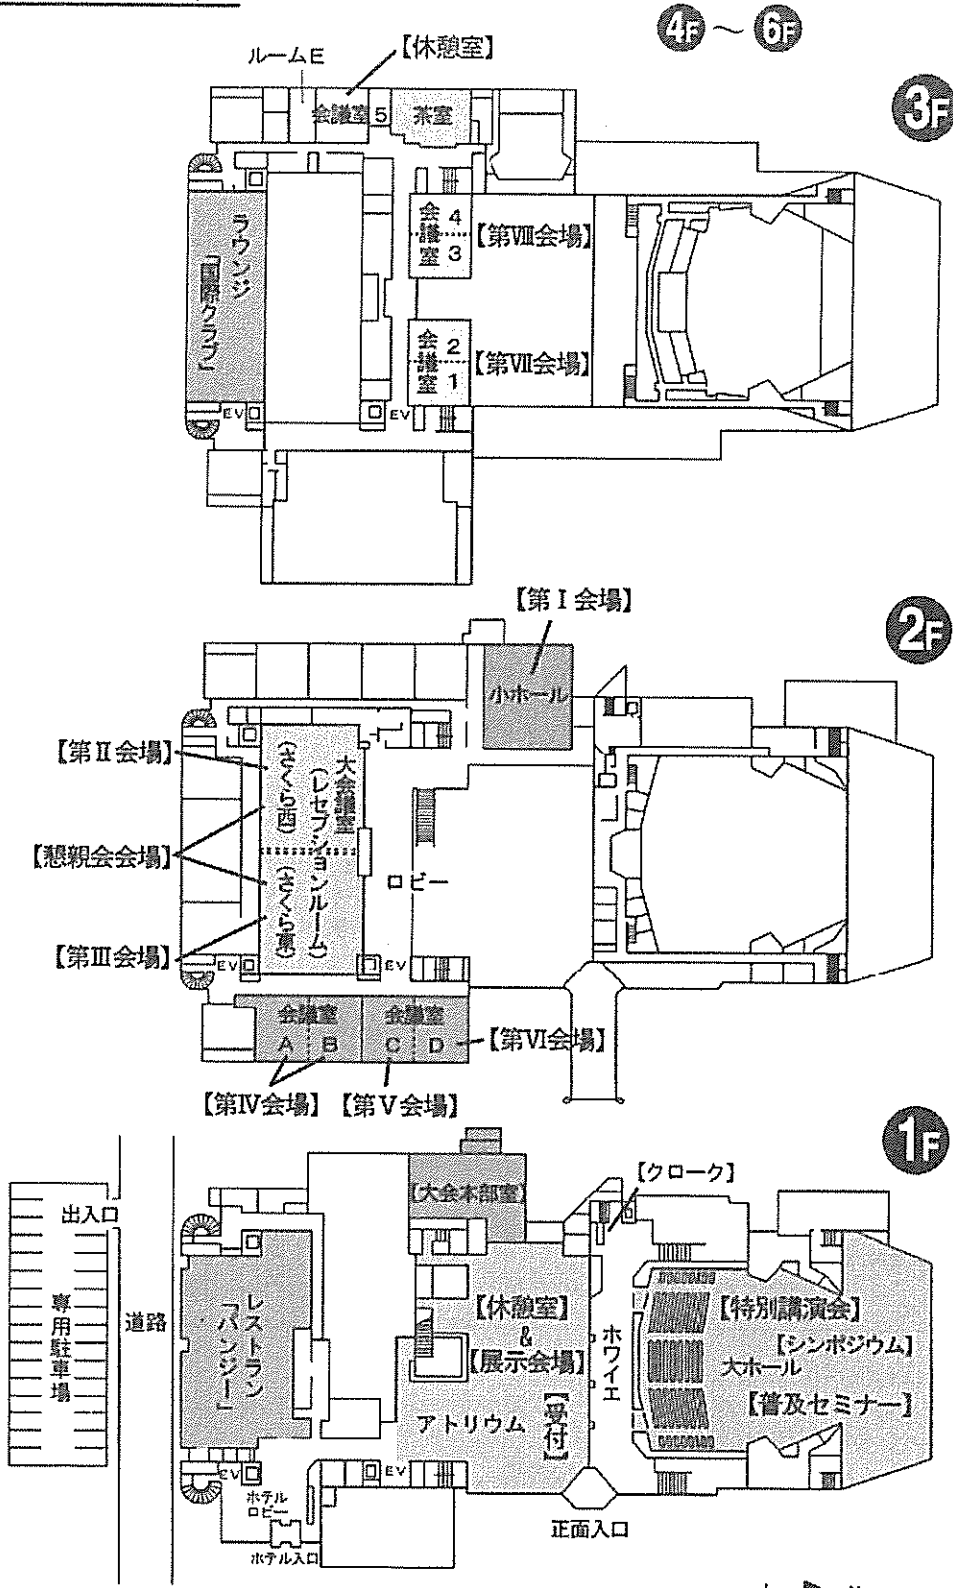 4F ～ 6F
3F
ルームE
【休憩室】
会議室 5
茶室
ラウンジ
「国際クラブ」
会議室 4 3
【第Ⅷ会場】
会議室 2 1
【第Ⅶ会場】
EV
EV
2F
【第Ⅰ会場】
小ホール
【第Ⅱ会場】
【懇親会会場】
【第Ⅲ会場】
大会議室
(レセプションルーム)
(さくら西)
(さくら東)
ロビー
EV
EV
会議室
A B
会議室
C D
【第Ⅵ会場】
【第Ⅳ会場】
【第Ⅴ会場】
1F
【大会本部室】
【クローク】
出入口
専用駐車場
道路
レストラン
「パンジー」
【休憩室】
&
【展示会場】
アトリウム
【受付】
ホワイエ
【特別講演会】
【シンポジウム】
大ホール
【普及セミナー】
EV
EV
ホテル
ロビー
ホテル入口
正面入口